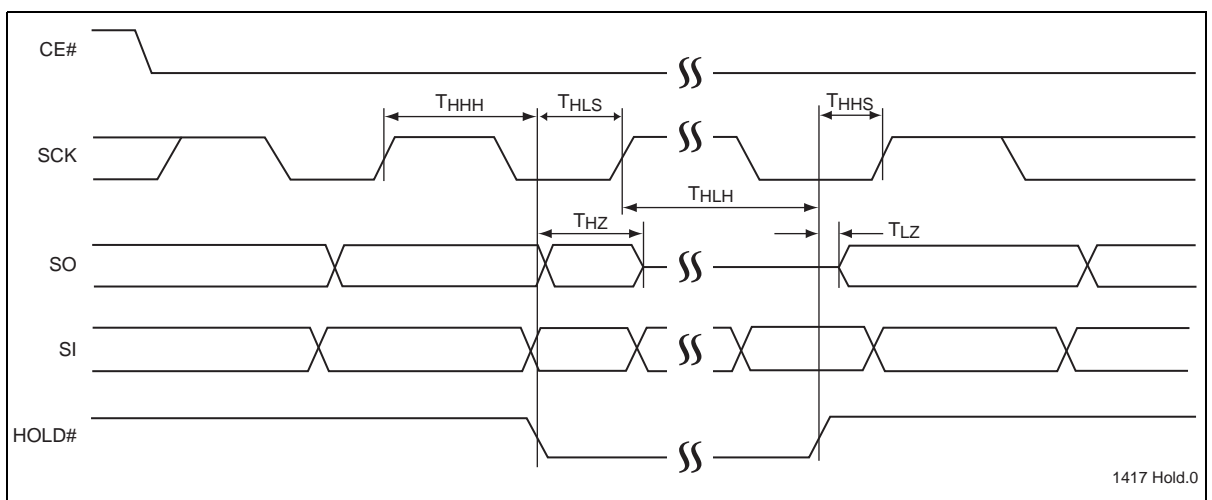 CE#
THHH
THLS
THHS
SCK
THLH
THZ
TLZ
SO
SI
HOLD#
1417 Hold.0